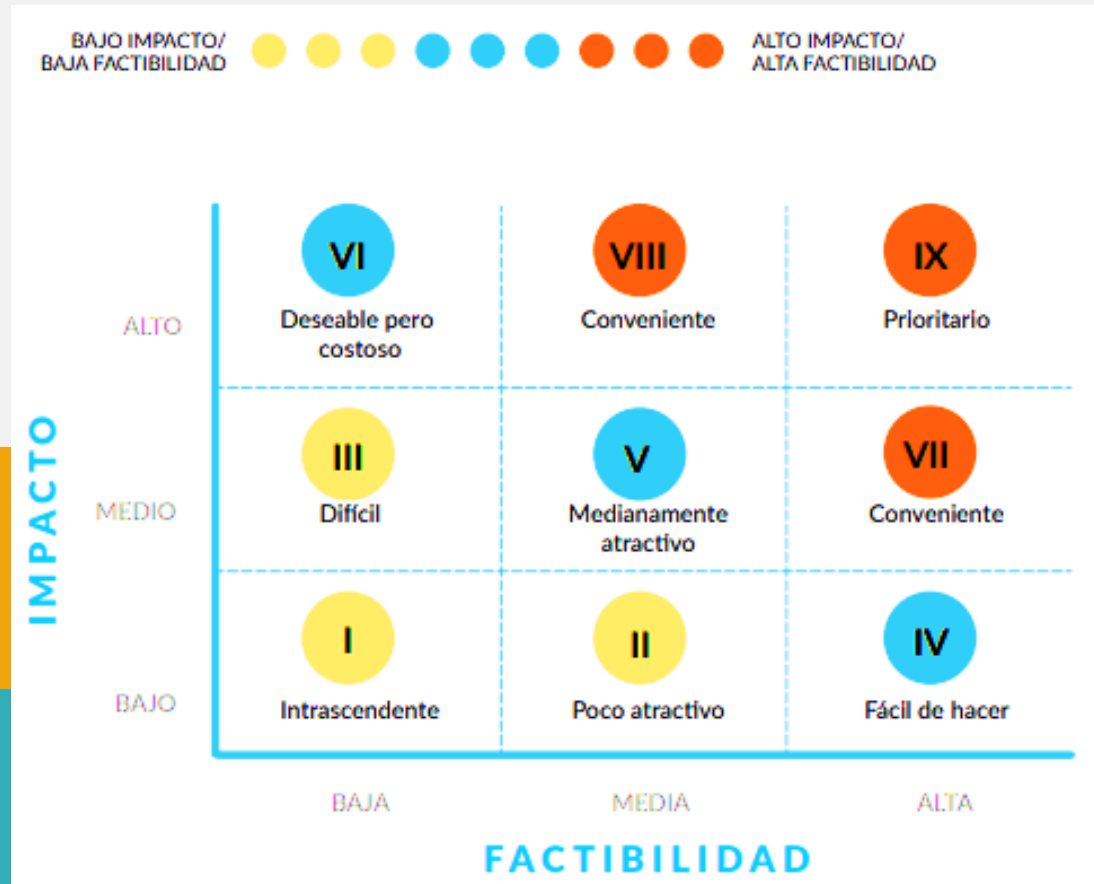 BAJO IMPACTO/
BAJA FACTIBILIDAD
ALTO IMPACTO/
ALTA FACTIBILIDAD
IMPACTO
ALTO
VI
Deseable pero
costoso
VIII
Conveniente
IX
Prioritario
MEDIO
III
Difícil
V
Medianamente
atractivo
VII
Conveniente
BAJO
I
Intrascendente
II
Poco atractivo
IV
Fácil de hacer
BAJA
MEDIA
ALTA
FACTIBILIDAD